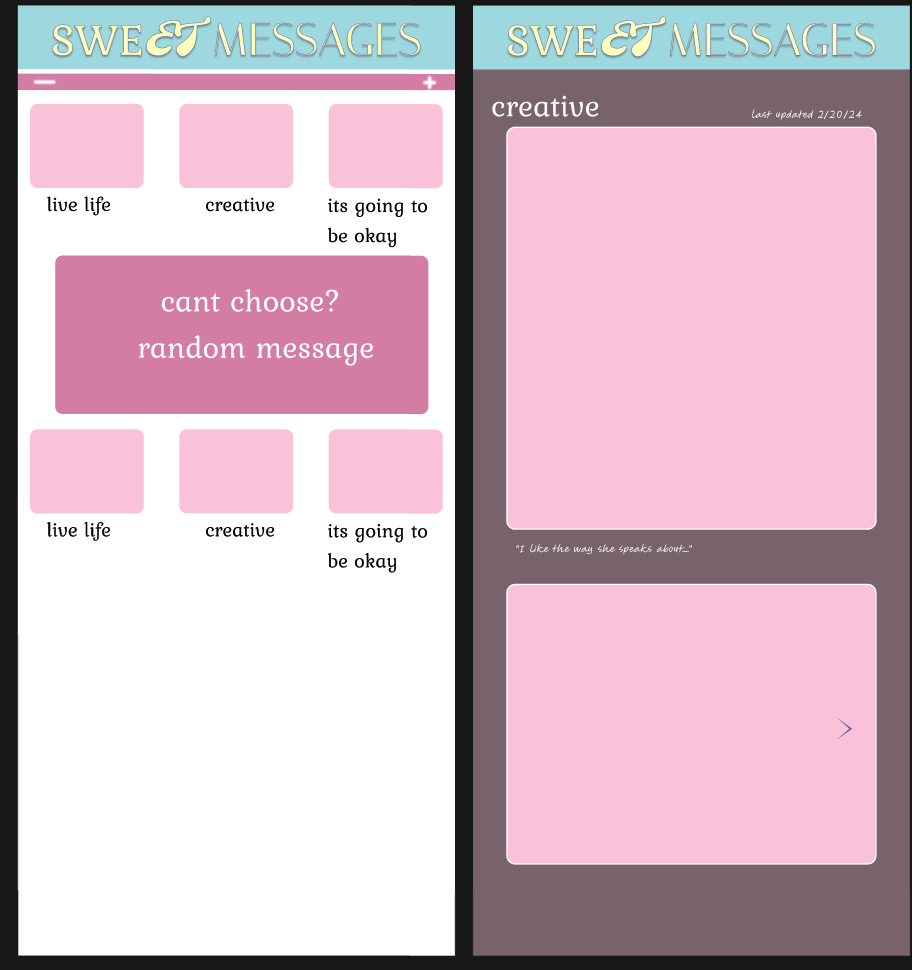 SWEET MESSAGES
live life
creative
its going to
be okay
cant choose?
random message
live life
creative
its going to
be okay
SWEET MESSAGES
creative
last updated 2/20/24
"I like the way she speaks about..."